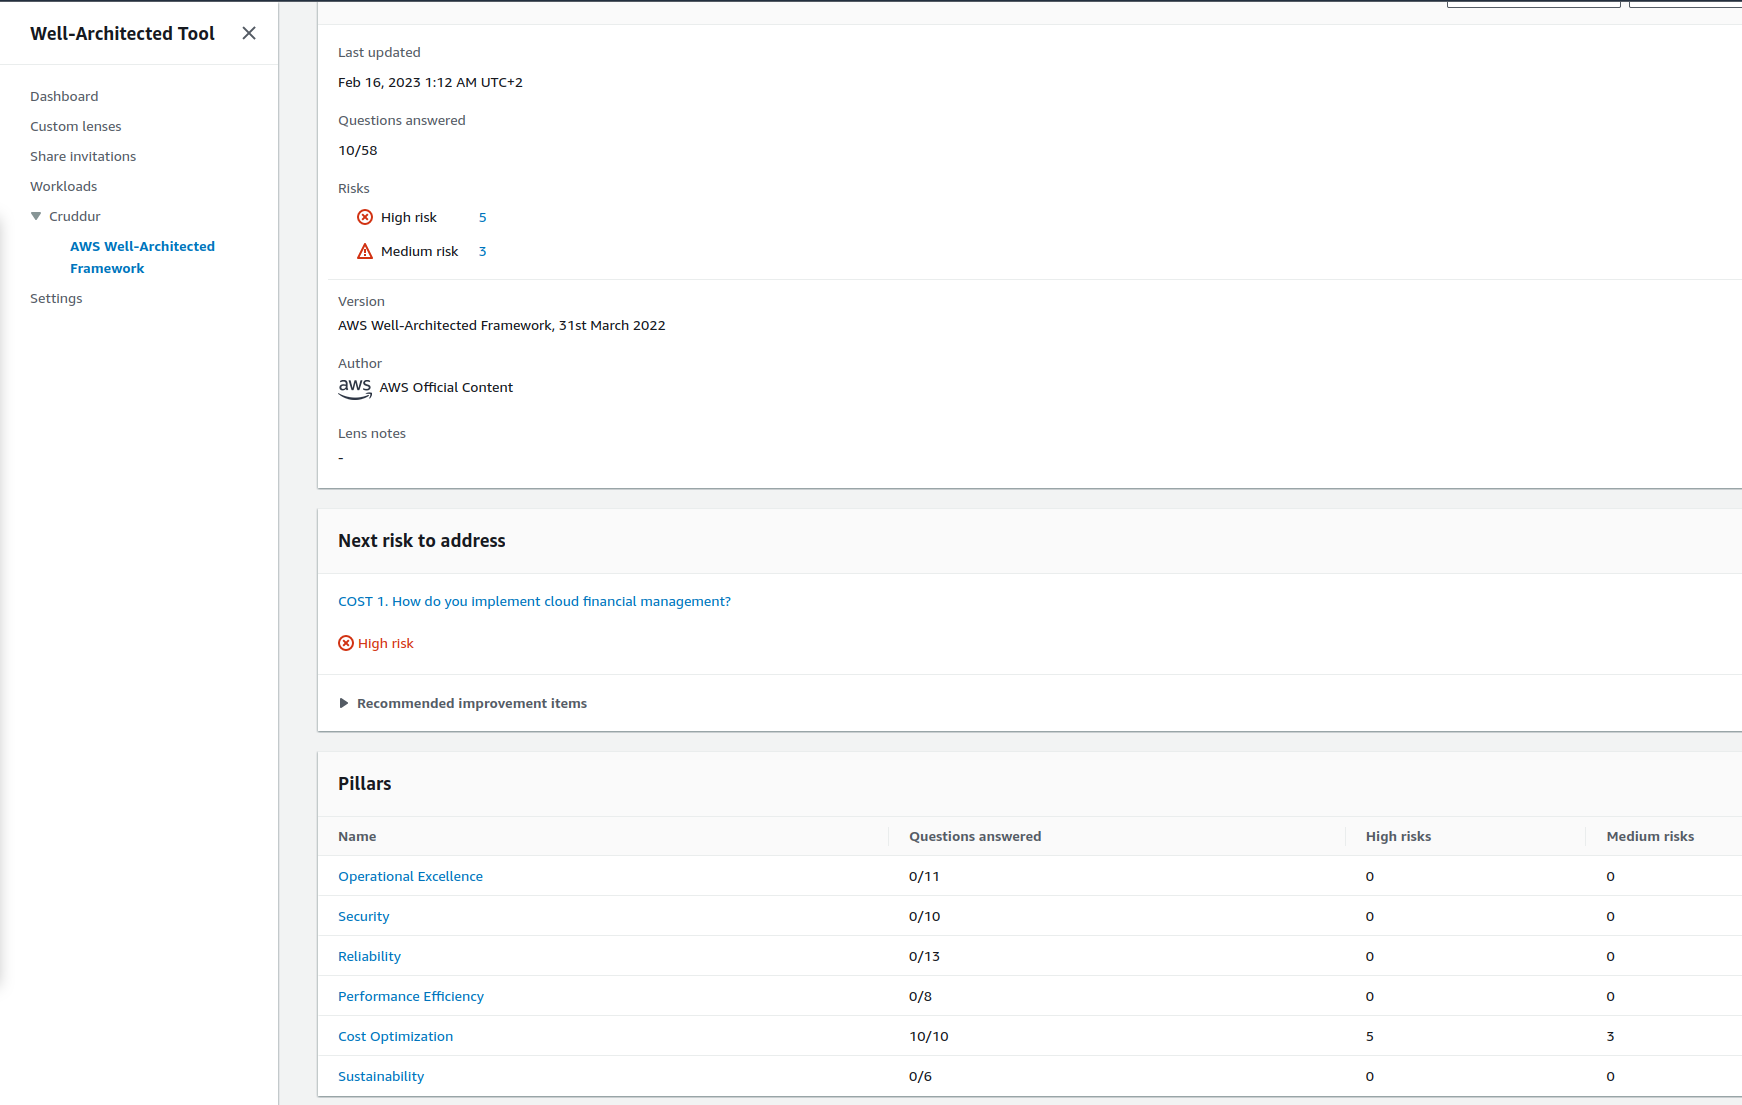 Well-Architected Tool
Dashboard
Custom lenses
Share invitations
Workloads
Cruddur
AWS Well-Architected
Framework
Settings
Last updated
Feb 16, 2023 1:12 AM UTC+2
Questions answered
10/58
Risks
High risk 5
Medium risk 3
Version
AWS Well-Architected Framework, 31st March 2022
Author
aws AWS Official Content
Lens notes
-
Next risk to address
COST 1. How do you implement cloud financial management?
High risk
Recommended improvement items
Pillars
Name Questions answered High risks Medium risks
Operational Excellence 0/11 0 0
Security 0/10 0 0
Reliability 0/13 0 0
Performance Efficiency 0/8 0 0
Cost Optimization 10/10 5 3
Sustainability 0/6 0 0